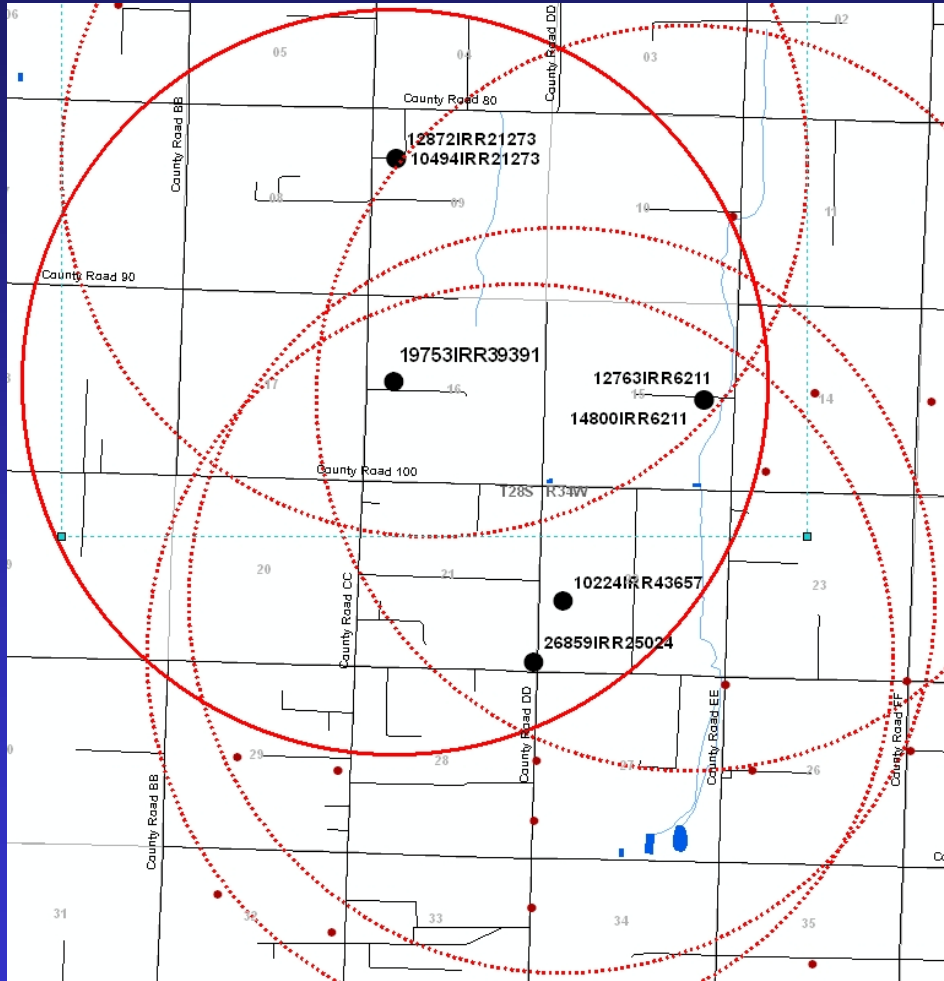 06
05
04
County Road DD
03
02
County Road 80
County Road BB
12872IRR21273
10494IRR21273
08
09
10
11
County Road 90
19753IRR39391
17
16
12763IRR6211
15
14
14800IRR6211
County Road 100
T28S R34W
20
21
10224IRR43657
23
County Road CC
26859IRR25024
County Road DD
County Road EE
County Road FF
29
28
27
26
County Road BB
31
32
33
34
35